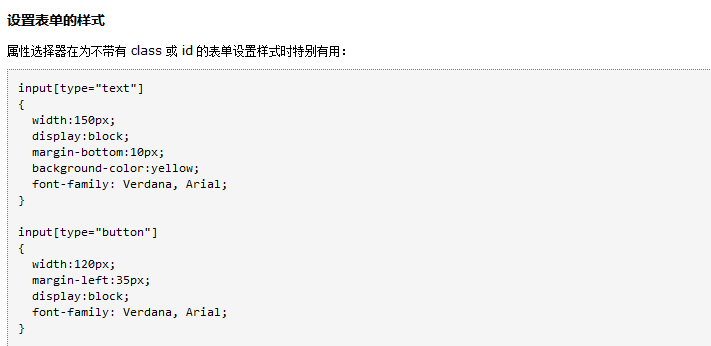 设置表单的样式
属性选择器在为不带有 class 或 id 的表单设置样式时特别有用：
input[type="text"]
{
  width:150px;
  display:block;
  margin-bottom:10px;
  background-color:yellow;
  font-family: Verdana, Arial;
}

input[type="button"]
{
  width:120px;
  margin-left:35px;
  display:block;
  font-family: Verdana, Arial;
}